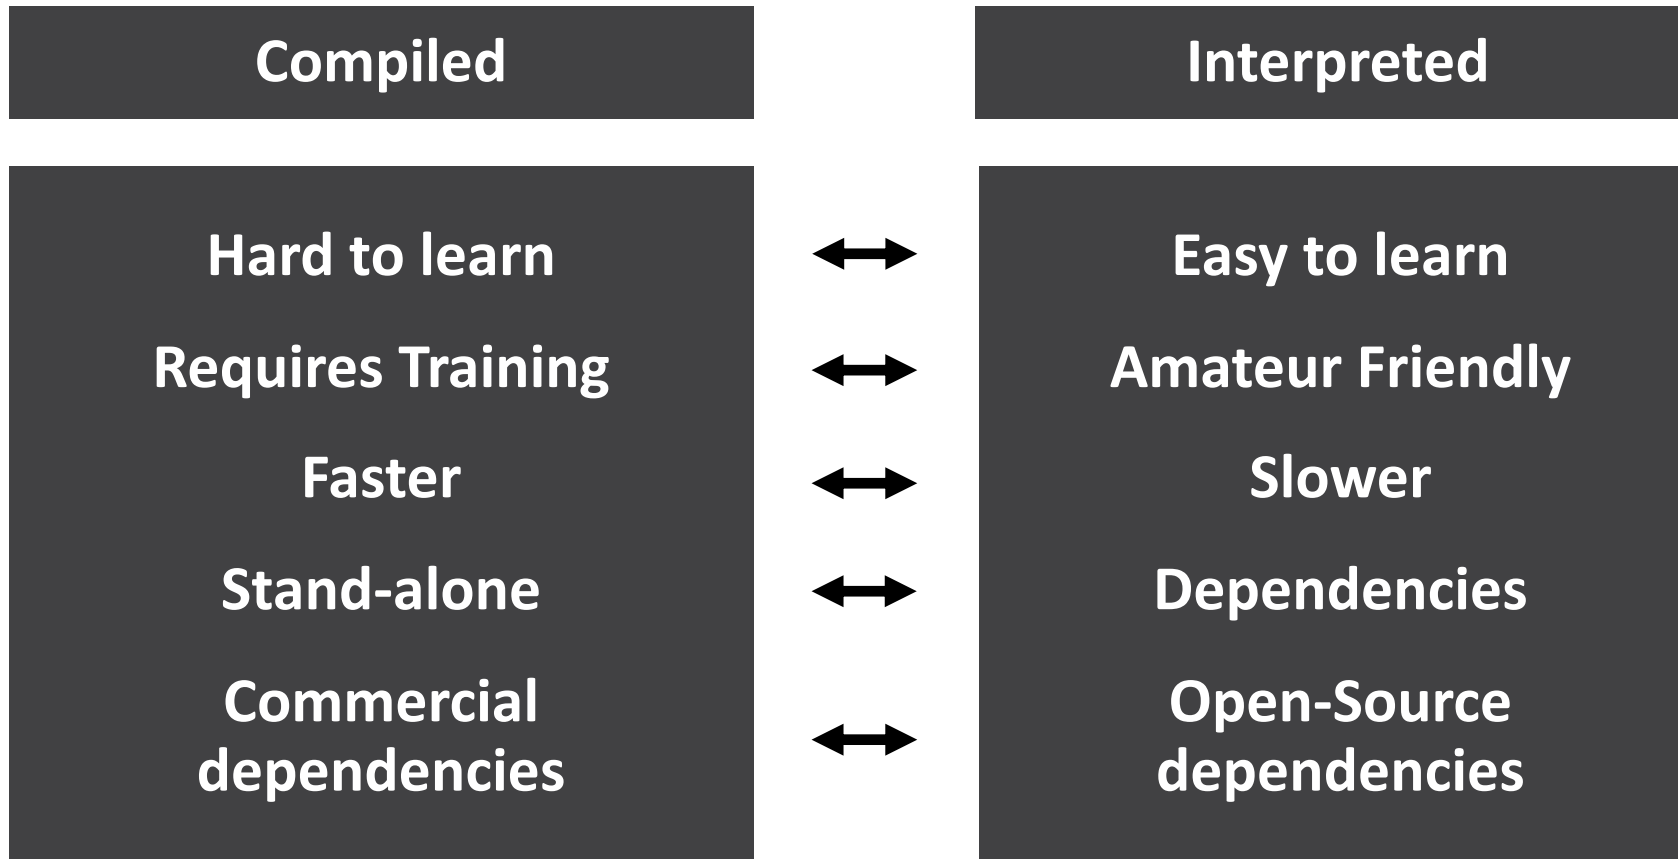 Compiled
Interpreted
Hard to learn
Easy to learn
Requires Training
Amateur Friendly
Faster
Slower
Stand-alone
Dependencies
Commercial
dependencies
Open-Source
dependencies